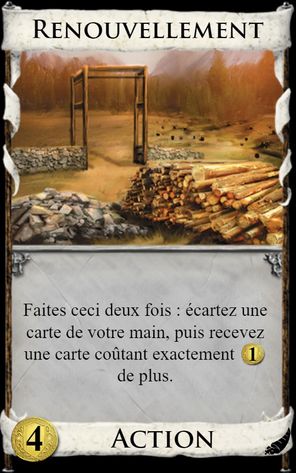 RENOUVELLEMENT
Faites ceci deux fois : écartez une
carte de votre main, puis recevez
une carte coûtant exactement 1
de plus.
4 ACTION